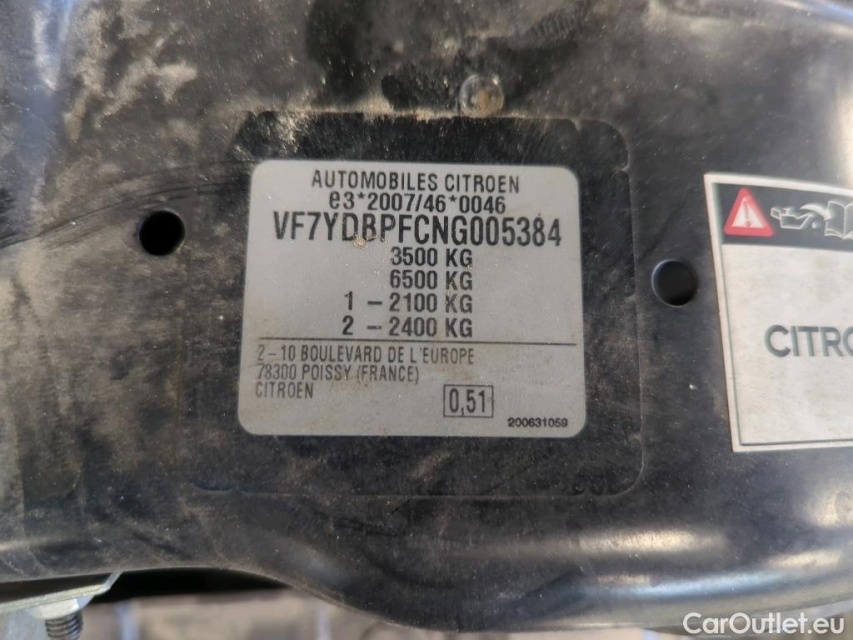 AUTOMOBILES CITROEN
e3*2007/46*0046
VF7YDBPFCNG005384
3500 KG
6500 KG
1 - 2100 KG
2 - 2400 KG
2-10 BOULEVARD DE L'EUROPE
78300 POISSY (FRANCE)
CITROEN
0,51
200631059
CITRO
CarOutlet.eu